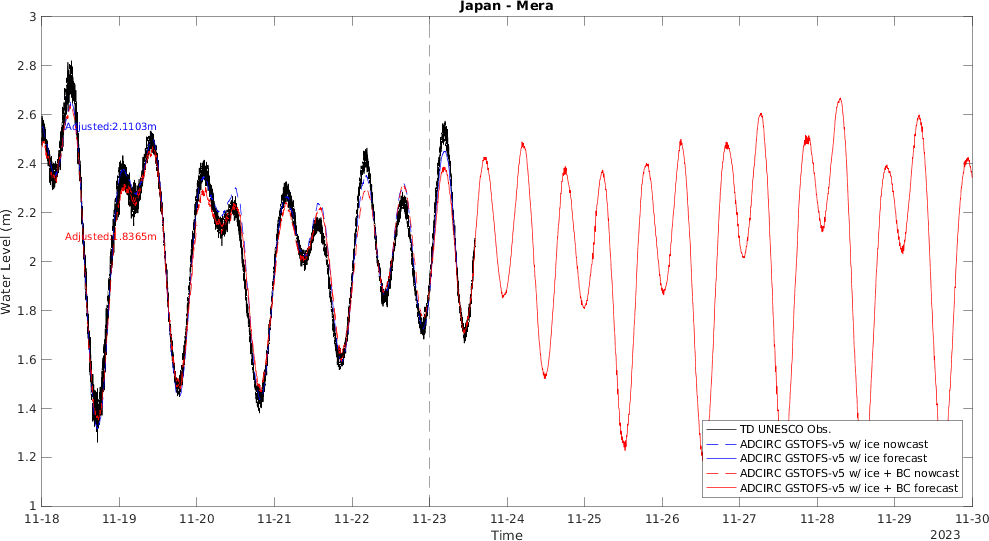 Japan - Mera
3
2.8
2.6
2.4
2.2
2
1.8
1.6
1.4
1.2
1
Water Level (m)
Adjusted:2.1103m
Adjusted:1.8365m
TD UNESCO Obs.
ADCIRC GSTOFS-v5 w/ ice nowcast
ADCIRC GSTOFS-v5 w/ ice forecast
ADCIRC GSTOFS-v5 w/ ice + BC nowcast
ADCIRC GSTOFS-v5 w/ ice + BC forecast
11-18 11-19 11-20 11-21 11-22 11-23 11-24 11-25 11-26 11-27 11-28 11-29 11-30
Time
2023